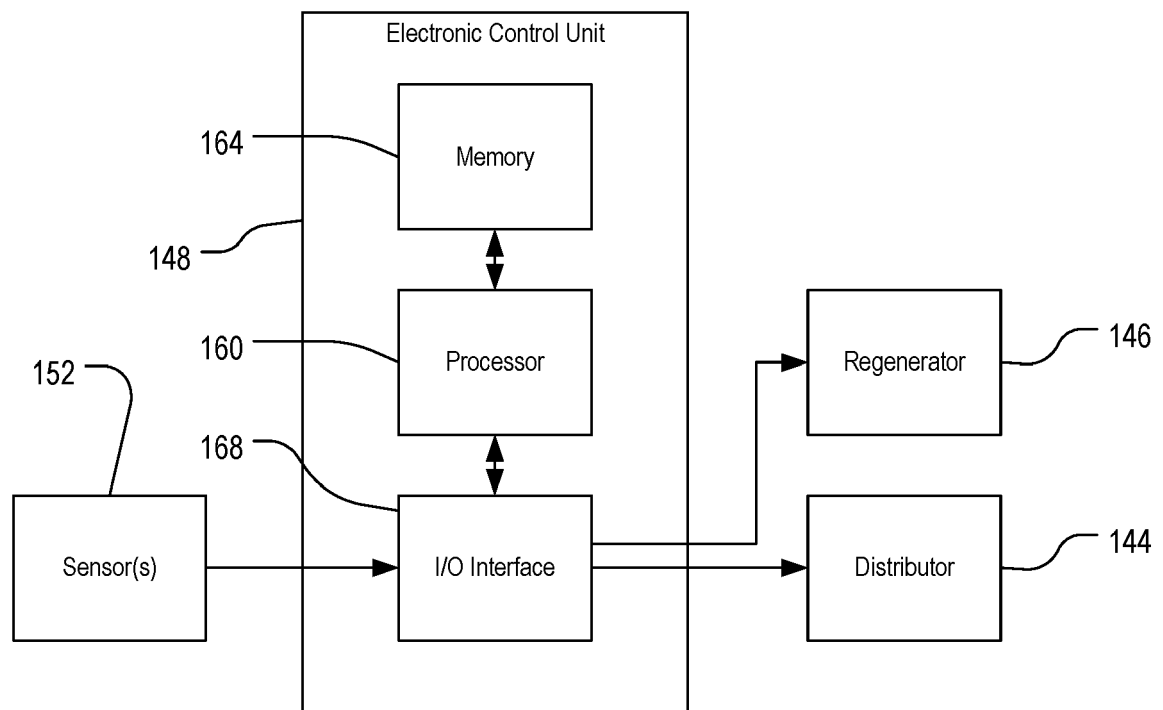 Electronic Control Unit
164
Memory
148
160
Processor
Regenerator
146
152
168
Sensor(s)
I/O Interface
Distributor
144